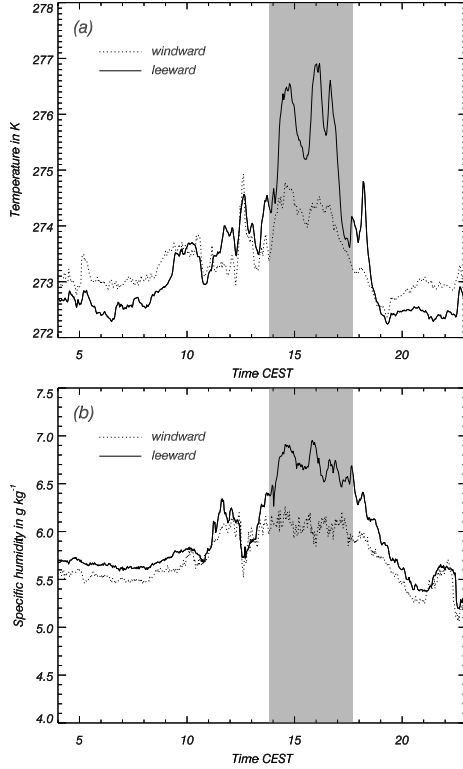 278
277
276
275
274
273
272
Temperature in K
(a)
windward
leeward
5 10 15 20
Time CEST
7.5
7.0
6.5
6.0
5.5
5.0
4.5
4.0
Specific humidity in g kg⁻¹
(b)
windward
leeward
5 10 15 20
Time CEST